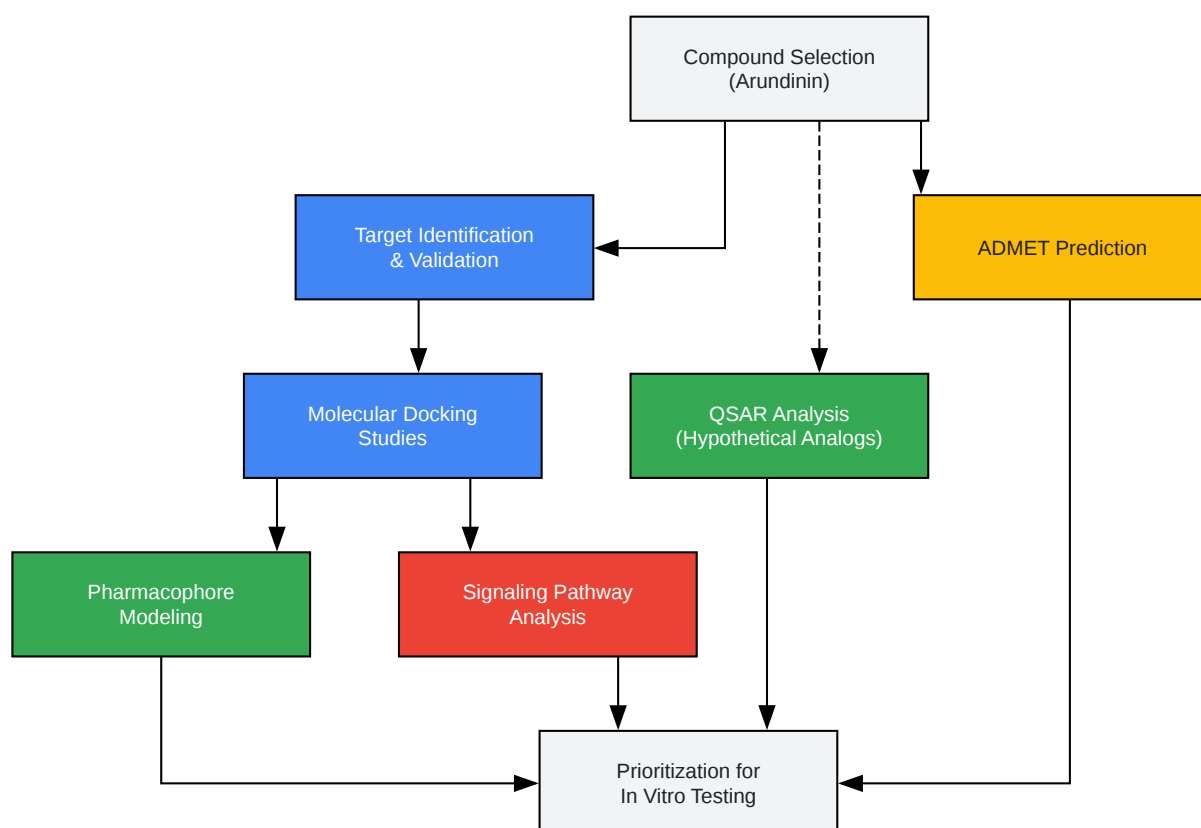 Compound Selection
(Arundinin)
Target Identification
& Validation
ADMET Prediction
Molecular Docking
Studies
QSAR Analysis
(Hypothetical Analogs)
Pharmacophore
Modeling
Signaling Pathway
Analysis
Prioritization for
In Vitro Testing